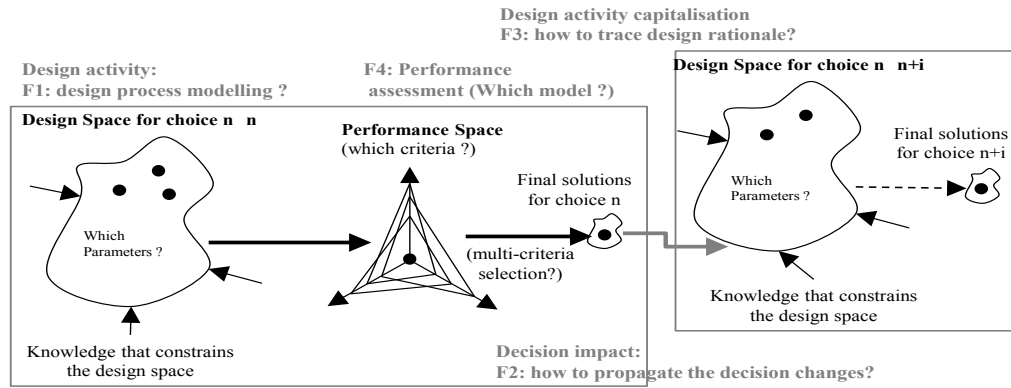 Design activity capitalisation
F3: how to trace design rationale?
Design activity:
F1: design process modelling ?
F4: Performance
assessment (Which model ?)
Design Space for choice n  n
Performance Space
(which criteria ?)
Which
Parameters ?
Final solutions
for choice n
(multi-criteria
selection?)
Knowledge that constrains
the design space
Design Space for choice n  n+i
Which
Parameters ?
Final solutions
for choice n+i
Knowledge that constrains
the design space
Decision impact:
F2: how to propagate the decision changes?